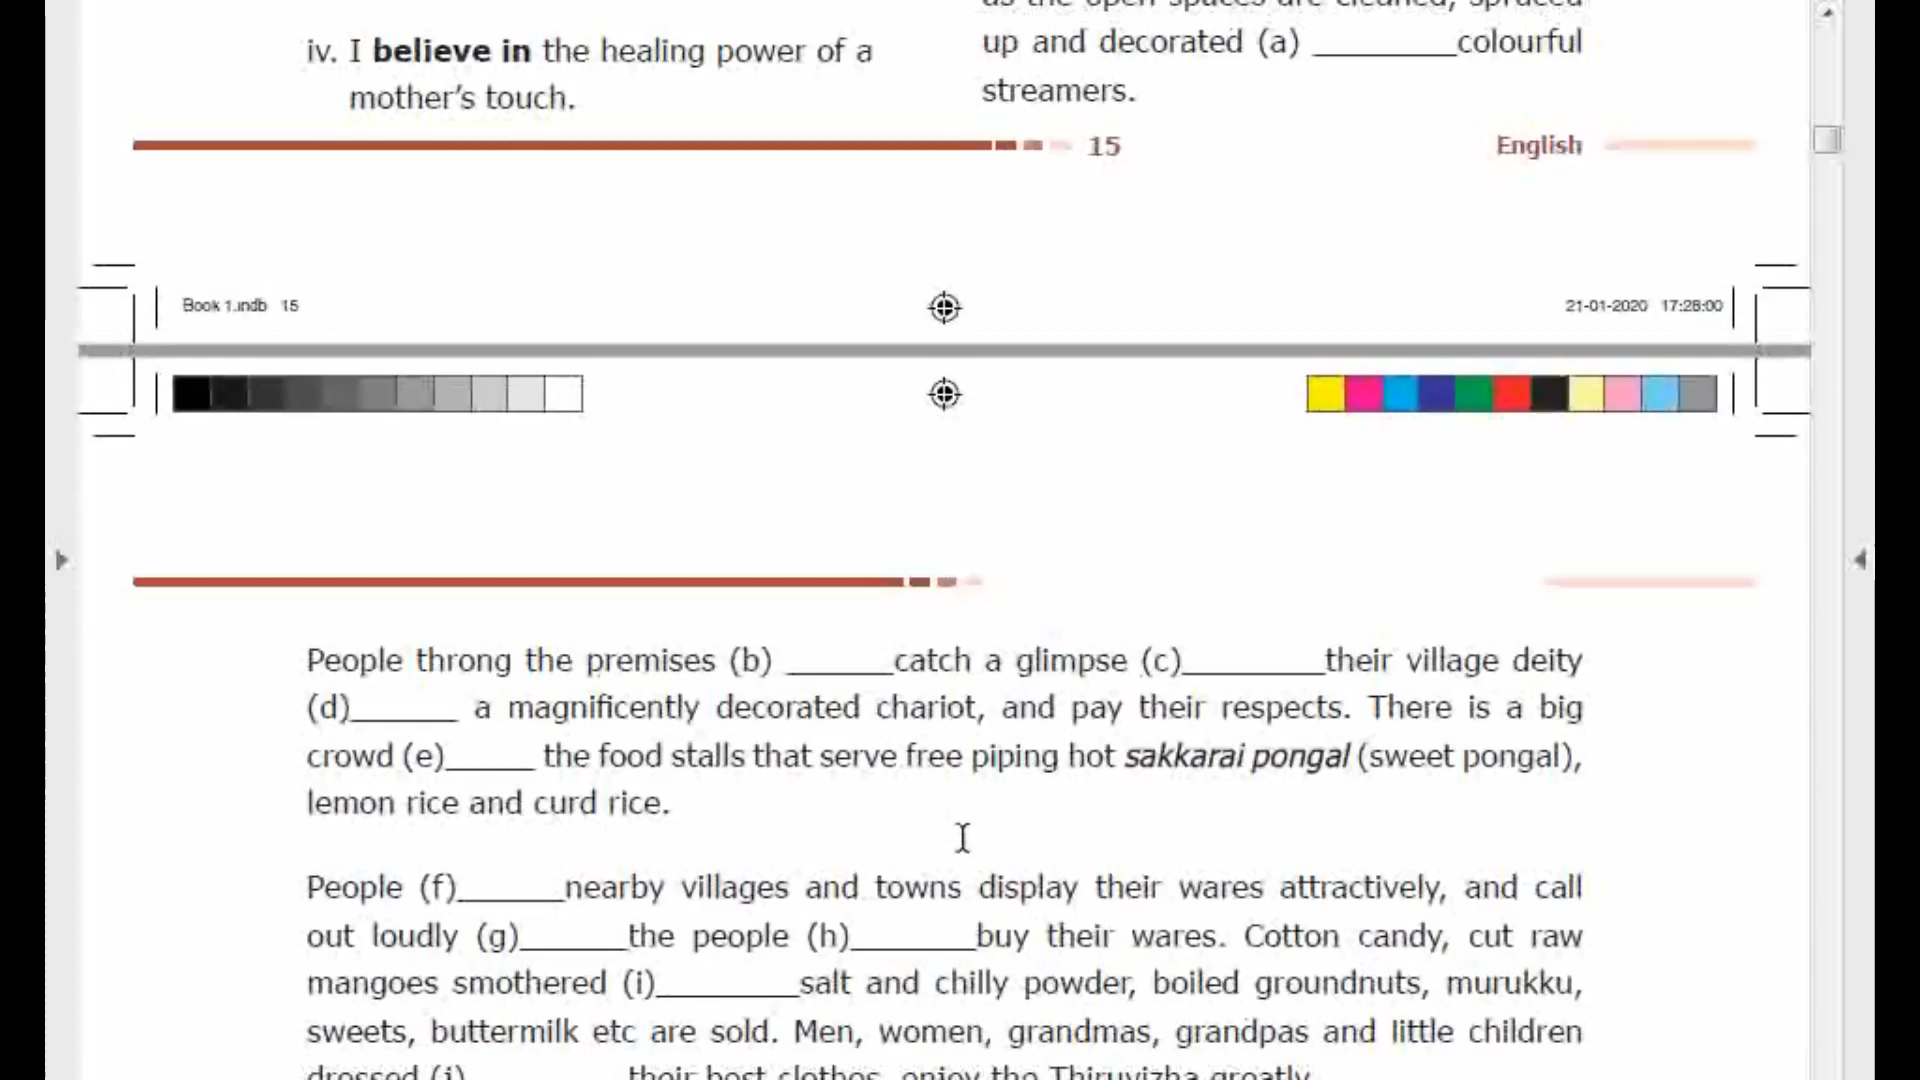 as the open spaces are cleaned, spruced
iv. I believe in the healing power of a
mother's touch.
up and decorated (a) ________colourful
streamers.
15
English
Book 1.indb 15
21-01-2020 17:28:00
People throng the premises (b) ______catch a glimpse (c)________their village deity
(d)______ a magnificently decorated chariot, and pay their respects. There is a big
crowd (e)_____ the food stalls that serve free piping hot sakkarai pongal (sweet pongal),
lemon rice and curd rice.
People (f)______nearby villages and towns display their wares attractively, and call
out loudly (g)______the people (h)_______buy their wares. Cotton candy, cut raw
mangoes smothered (i)________salt and chilly powder, boiled groundnuts, murukku,
sweets, buttermilk etc are sold. Men, women, grandmas, grandpas and little children
dressed (j)_________their best clothes, enjoy the Thiruvizha greatly.